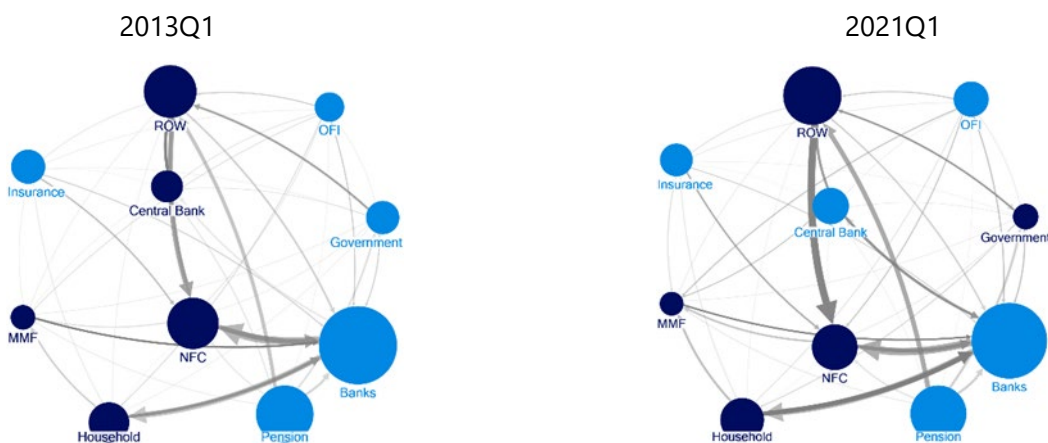 2013Q1
ROW
OFI
Insurance
Central Bank
Government
MMF
NFC
Banks
Household
Pension
2021Q1
ROW
OFI
Insurance
Central Bank
Government
MMF
NFC
Banks
Household
Pension